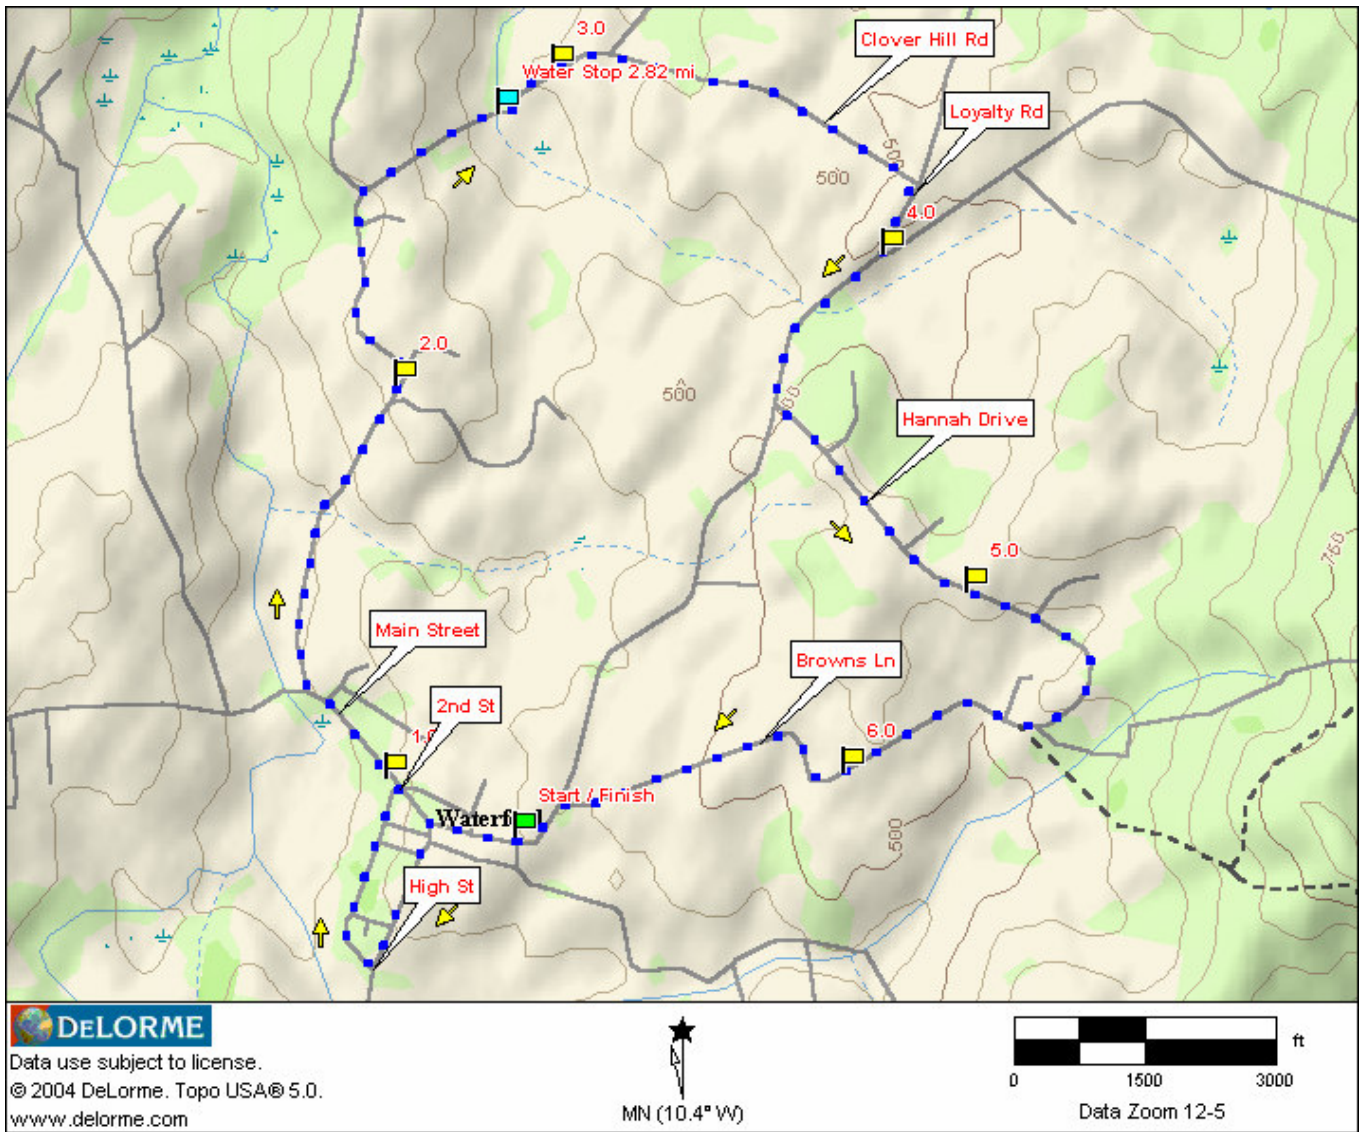 3.0
Clover Hill Rd
Water Stop 2.82 mi
Loyalty Rd
500
500
4.0
2.0
500
Hannah Drive
5.0
750
Main Street
Browns Ln
2nd St
6.0
Start / Finish
500
High St
DELORME
Data use subject to license.
© 2004 DeLorme. Topo USA® 5.0.
www.delorme.com
MN (10.4° W)
ft
0 1500 3000
Data Zoom 12-5